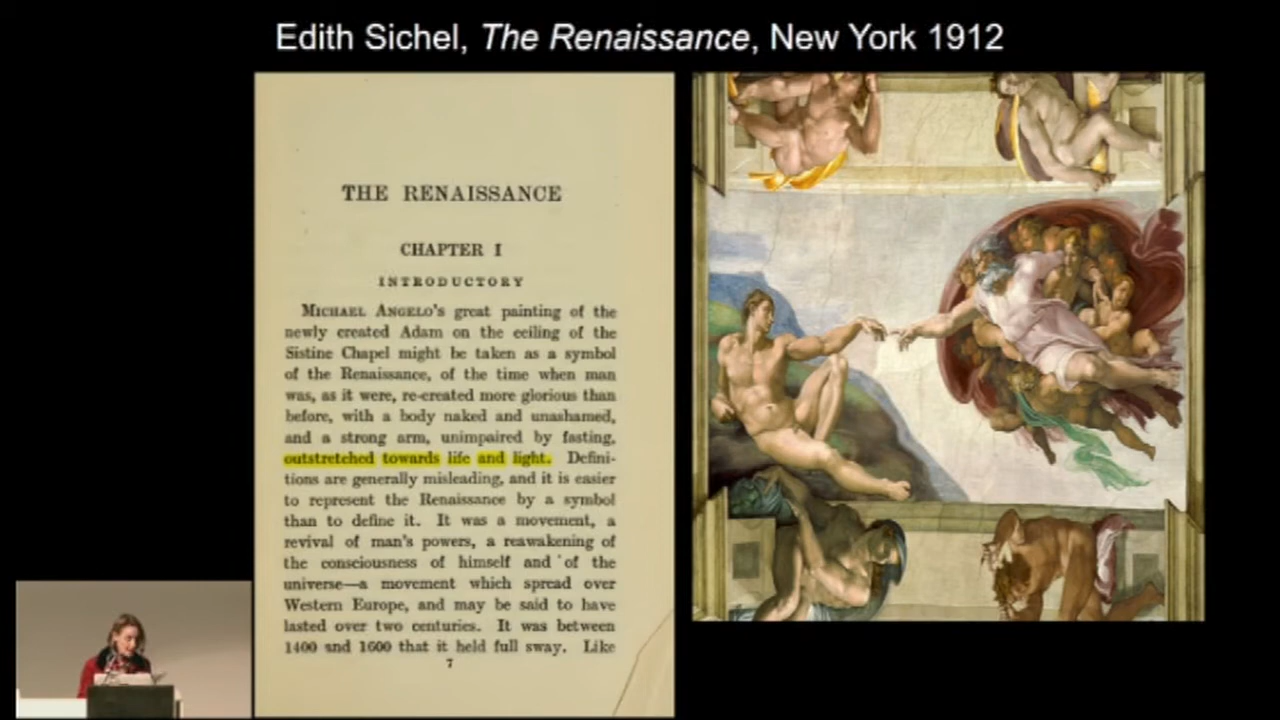 Edith Sichel, The Renaissance, New York 1912
THE RENAISSANCE
CHAPTER I
INTRODUCTORY
MICHAEL ANGELO'S great painting of the
newly created Adam on the ceiling of the
Sistine Chapel might be taken as a symbol
of the Renaissance, of the time when man
was, as it were, re-created more glorious than
before, with a body naked and unashamed,
and a strong arm, unimpaired by fasting,
outstretched towards life and light. Defini-
tions are generally misleading, and it is easier
to represent the Renaissance by a symbol
than to define it. It was a movement, a
revival of man's powers, a reawakening of
the consciousness of himself and of the
universe—a movement which spread over
Western Europe, and may be said to have
lasted over two centuries. It was between
1400 and 1600 that it held full sway. Like
7